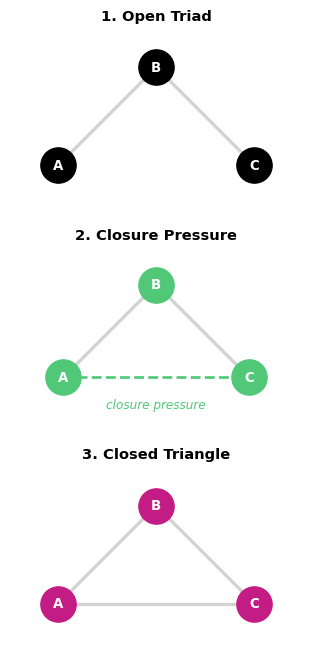 1. Open Triad
B
A C
2. Closure Pressure
B
A C
closure pressure
3. Closed Triangle
B
A C